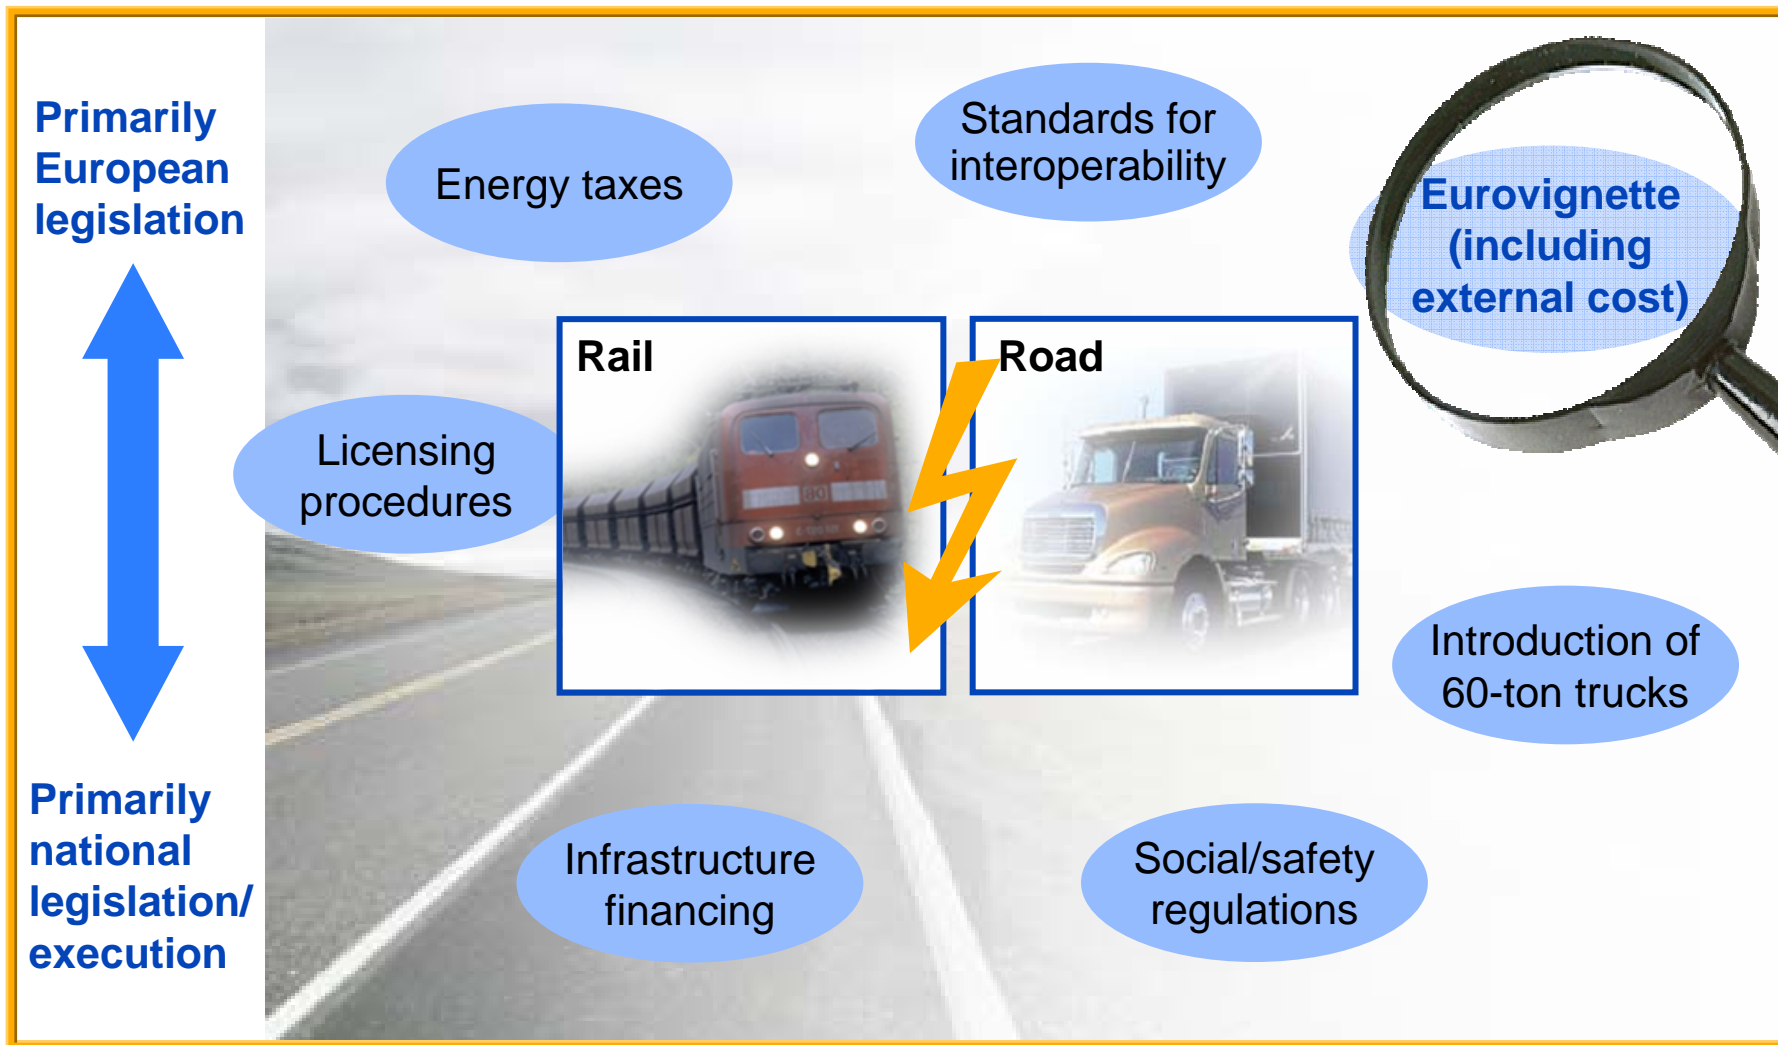 Primarily
European
legislation
Energy taxes
Standards for
interoperability
Eurovignette
(including
external cost)
Rail
Road
80
Licensing
procedures
Introduction of
60-ton trucks
Primarily
national
legislation/
execution
Infrastructure
financing
Social/safety
regulations